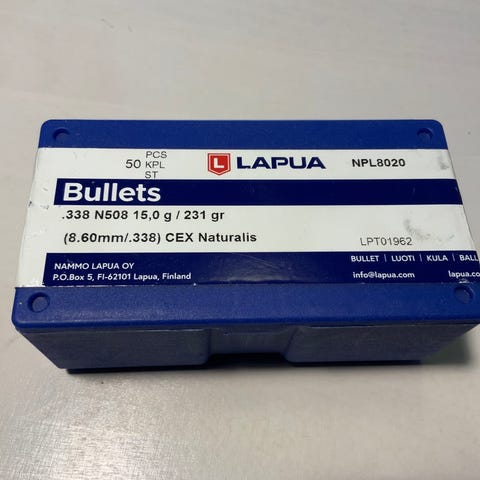 50 PCS
KPL
ST
LAPUA
NPL8020
Bullets
.338 N508 15,0 g / 231 gr
(8.60mm/.338) CEX Naturalis
LPT01962
NAMMO LAPUA OY
P.O.Box 5, FI-62101 Lapua, Finland
BULLET | LUOTI | KULA | BALL
info@lapua.com
lapua.co